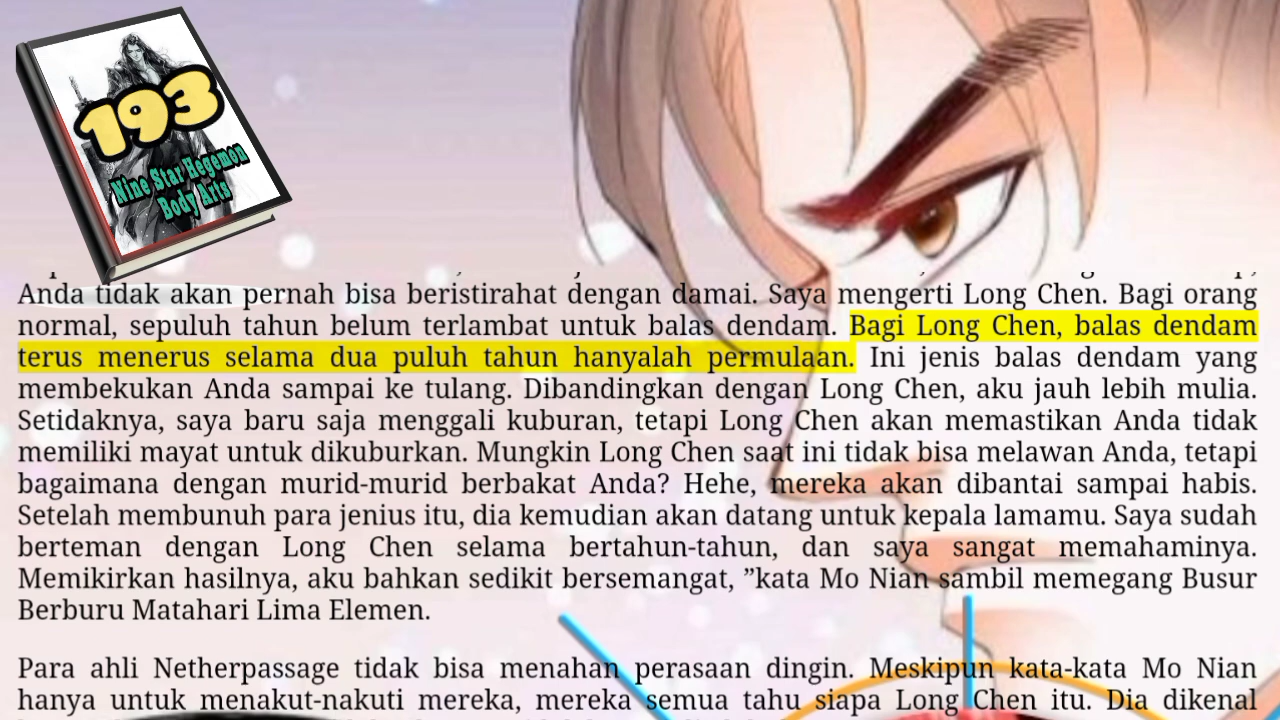 193
Nine Star Hegemon
Body Arts
Anda tidak akan pernah bisa beristirahat dengan damai. Saya mengerti Long Chen. Bagi orang
normal, sepuluh tahun belum terlambat untuk balas dendam. Bagi Long Chen, balas dendam
terus menerus selama dua puluh tahun hanyalah permulaan. Ini jenis balas dendam yang
membekukan Anda sampai ke tulang. Dibandingkan dengan Long Chen, aku jauh lebih mulia.
Setidaknya, saya baru saja menggali kuburan, tetapi Long Chen akan memastikan Anda tidak
memiliki mayat untuk dikuburkan. Mungkin Long Chen saat ini tidak bisa melawan Anda, tetapi
bagaimana dengan murid-murid berbakat Anda? Hehe, mereka akan dibantai sampai habis.
Setelah membunuh para jenius itu, dia kemudian akan datang untuk kepala lamamu. Saya sudah
berteman dengan Long Chen selama bertahun-tahun, dan saya sangat memahaminya.
Memikirkan hasilnya, aku bahkan sedikit bersemangat, ”kata Mo Nian sambil memegang Busur
Berburu Matahari Lima Elemen.
Para ahli Netherpassage tidak bisa menahan perasaan dingin. Meskipun kata-kata Mo Nian
hanya untuk menakut-nakuti mereka, mereka semua tahu siapa Long Chen itu. Dia dikenal